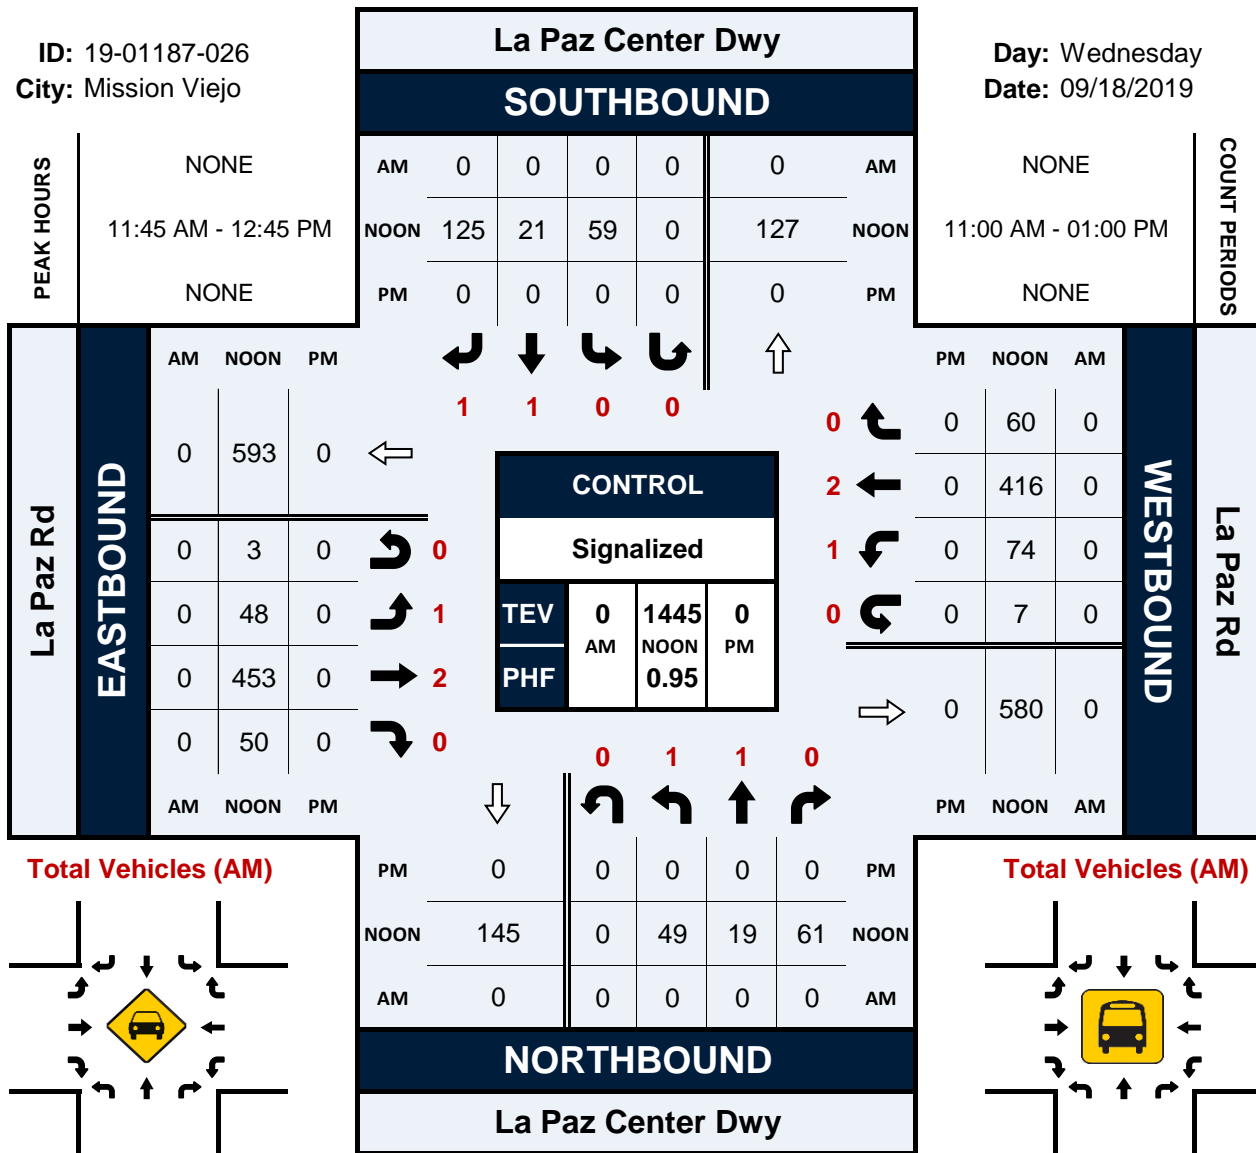 La Paz Center Dwy
ID: 19-01187-026
Day: Wednesday
City: Mission Viejo
Date: 09/18/2019
SOUTHBOUND
PEAK HOURS
NONE
AM 0 0 0 0 0 AM
NONE
COUNT PERIODS
11:45 AM - 12:45 PM
NOON 125 21 59 0 127 NOON
11:00 AM - 01:00 PM
NONE
PM 0 0 0 0 0 PM
NONE
AM NOON PM
PM NOON AM
1 1 0 0
La Paz Rd
EASTBOUND
0 593 0
0 3 0 0
0 48 0 1
0 453 0 2
0 50 0 0
AM NOON PM
CONTROL
Signalized
TEV 0 1445 0
AM NOON PM
PHF 0.95
0 0 60 0
2 0 416 0
1 0 74 0
0 0 7 0
0 580 0
PM NOON AM
WESTBOUND
La Paz Rd
0 1 1 0
Total Vehicles (AM)
PM 0 0 0 0 0 PM
Total Vehicles (AM)
NOON 145 0 49 19 61 NOON
AM 0 0 0 0 0 AM
NORTHBOUND
La Paz Center Dwy